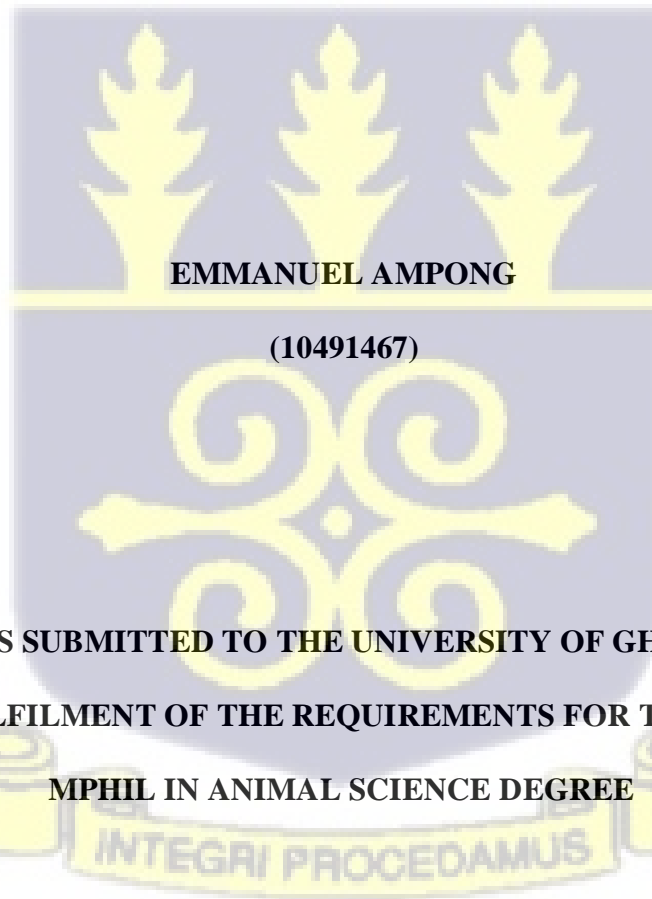 EMMANUEL AMPONG
(10491467)
S SUBMITTED TO THE UNIVERSITY OF GH
LFILMENT OF THE REQUIREMENTS FOR T
MPHIL IN ANIMAL SCIENCE DEGREE
INTEGRI PROCEDAMUS